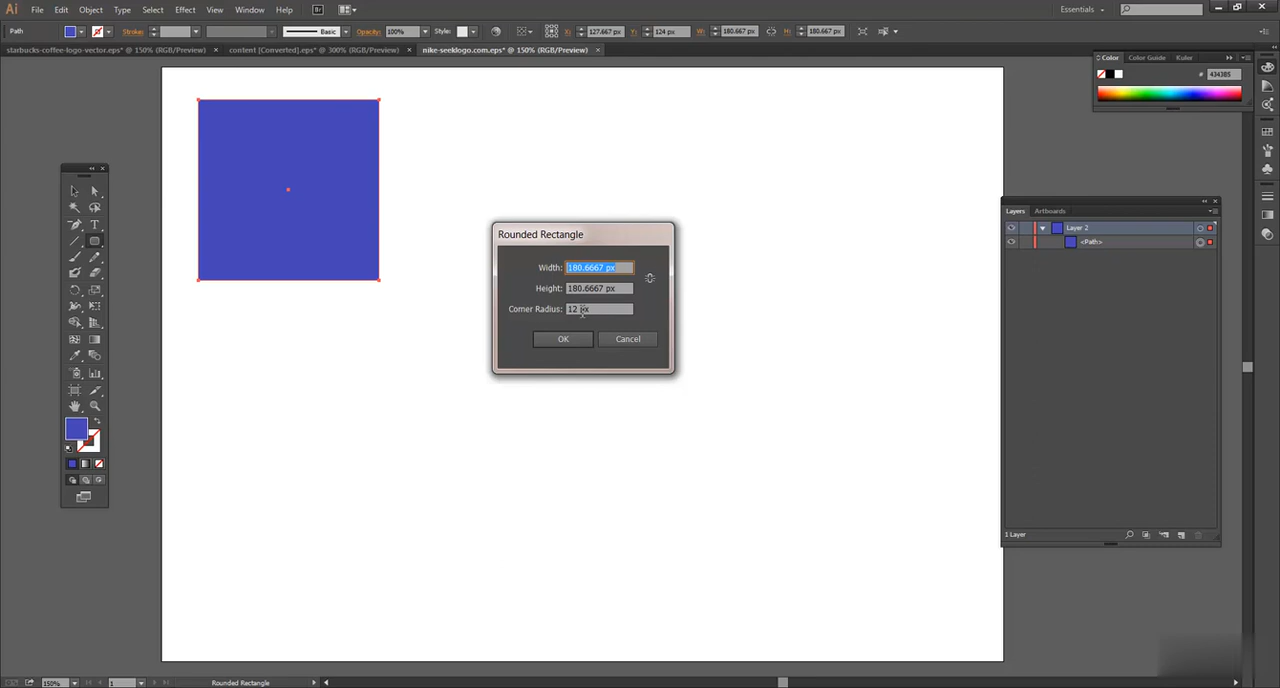 Ai File Edit Object Type Select Effect View Window Help Br Essentials
Path Stroke: Basic Opacity: 100% Style: X: 127.667 px Y: 124 px W: 180.667 px H: 180.667 px
starbucks-coffee-logo-vector.eps* @ 150% (RGB/Preview) × content [Converted].eps* @ 300% (RGB/Preview) × nike-seeklogo.com.eps* @ 150% (RGB/Preview) ×
Color Color Guide Kuler
# 4343B5
Layers Artboards
Layer 2
<Path>
Rounded Rectangle
Width: 180.6667 px
Height: 180.6667 px
Corner Radius: 12 px
OK Cancel
1 Layer
150% 1 Rounded Rectangle